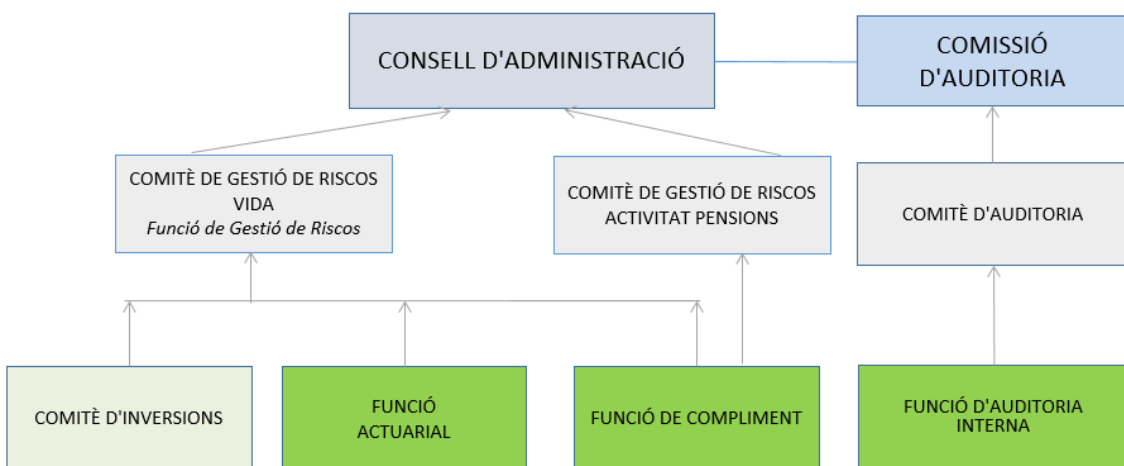 CONSELL D'ADMINISTRACIÓ
COMISSIÓ
D'AUDITORIA
COMITÈ DE GESTIÓ DE RISCOS
VIDA
Funció de Gestió de Riscos
COMITÈ DE GESTIÓ DE RISCOS
ACTIVITAT PENSIONS
COMITÈ D'AUDITORIA
COMITÈ D'INVERSIONS
FUNCIÓ
ACTUARIAL
FUNCIÓ DE COMPLIMENT
FUNCIÓ D'AUDITORIA
INTERNA